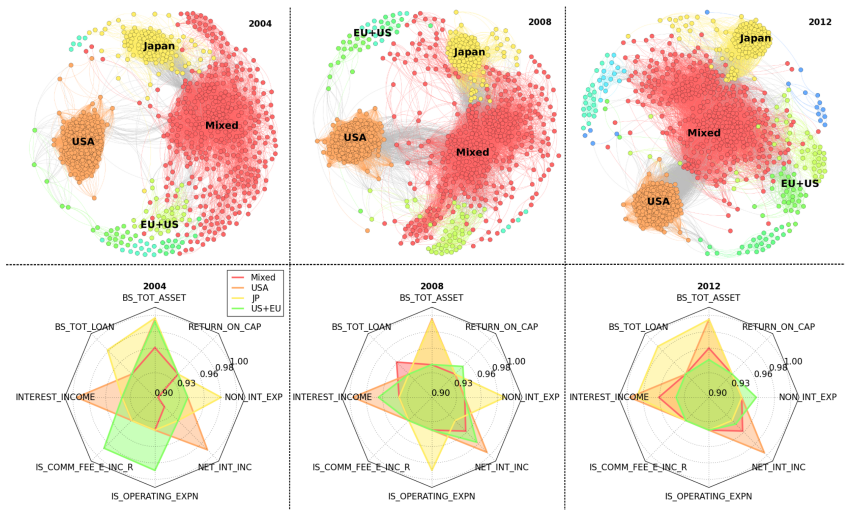 2004
Japan
USA
Mixed
EU+US
2008
EU+US
Japan
USA
Mixed
2012
Japan
Mixed
EU+US
USA
Mixed
USA
JP
US+EU
2004
BS_TOT_ASSET
BS_TOT_LOAN
RETURN_ON_CAP
1.00
0.98
0.96
0.93
0.90
INTEREST_INCOME
NON_INT_EXP
IS_COMM_FEE_E_INC_R
NET_INT_INC
IS_OPERATING_EXPN
2008
BS_TOT_ASSET
BS_TOT_LOAN
RETURN_ON_CAP
1.00
0.98
0.96
0.93
0.90
INTEREST_INCOME
NON_INT_EXP
IS_COMM_FEE_E_INC_R
NET_INT_INC
IS_OPERATING_EXPN
2012
BS_TOT_ASSET
BS_TOT_LOAN
RETURN_ON_CAP
1.00
0.98
0.96
0.93
0.90
INTEREST_INCOME
NON_INT_EXP
IS_COMM_FEE_E_INC_R
NET_INT_INC
IS_OPERATING_EXPN